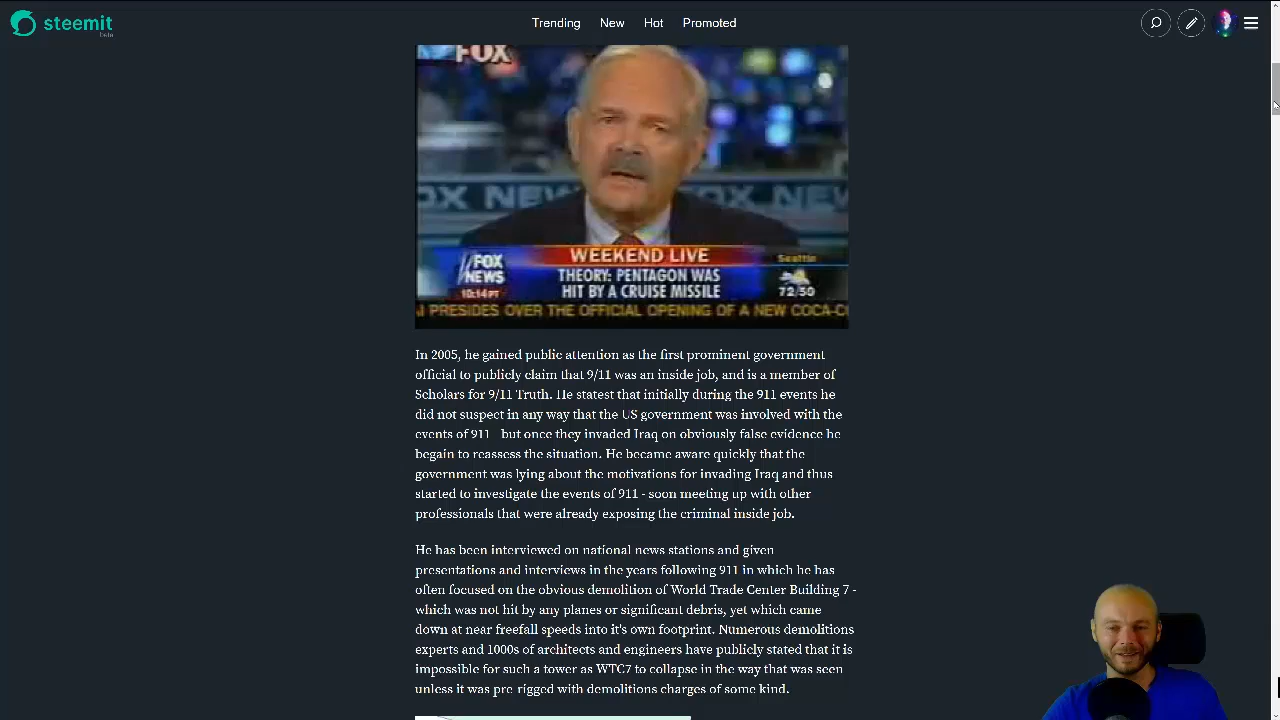 steemit
beta
Trending New Hot Promoted
FOX
FOX NEWS
WEEKEND LIVE
Seattle
FOX
NEWS
THEORY: PENTAGON WAS
HIT BY A CRUISE MISSILE
10:14PT
72/50
PRESIDES OVER THE OFFICIAL OPENING OF A NEW COCA-C
In 2005, he gained public attention as the first prominent government
official to publicly claim that 9/11 was an inside job, and is a member of
Scholars for 9/11 Truth. He statest that initially during the 911 events he
did not suspect in any way that the US government was involved with the
events of 911 - but once they invaded Iraq on obviously false evidence he
begain to reassess the situation. He became aware quickly that the
government was lying about the motivations for invading Iraq and thus
started to investigate the events of 911 - soon meeting up with other
professionals that were already exposing the criminal inside job.
He has been interviewed on national news stations and given
presentations and interviews in the years following 911 in which he has
often focused on the obvious demolition of World Trade Center Building 7 -
which was not hit by any planes or significant debris, yet which came
down at near freefall speeds into it's own footprint. Numerous demolitions
experts and 1000s of architects and engineers have publicly stated that it is
impossible for such a tower as WTC7 to collapse in the way that was seen
unless it was pre-rigged with demolitions charges of some kind.